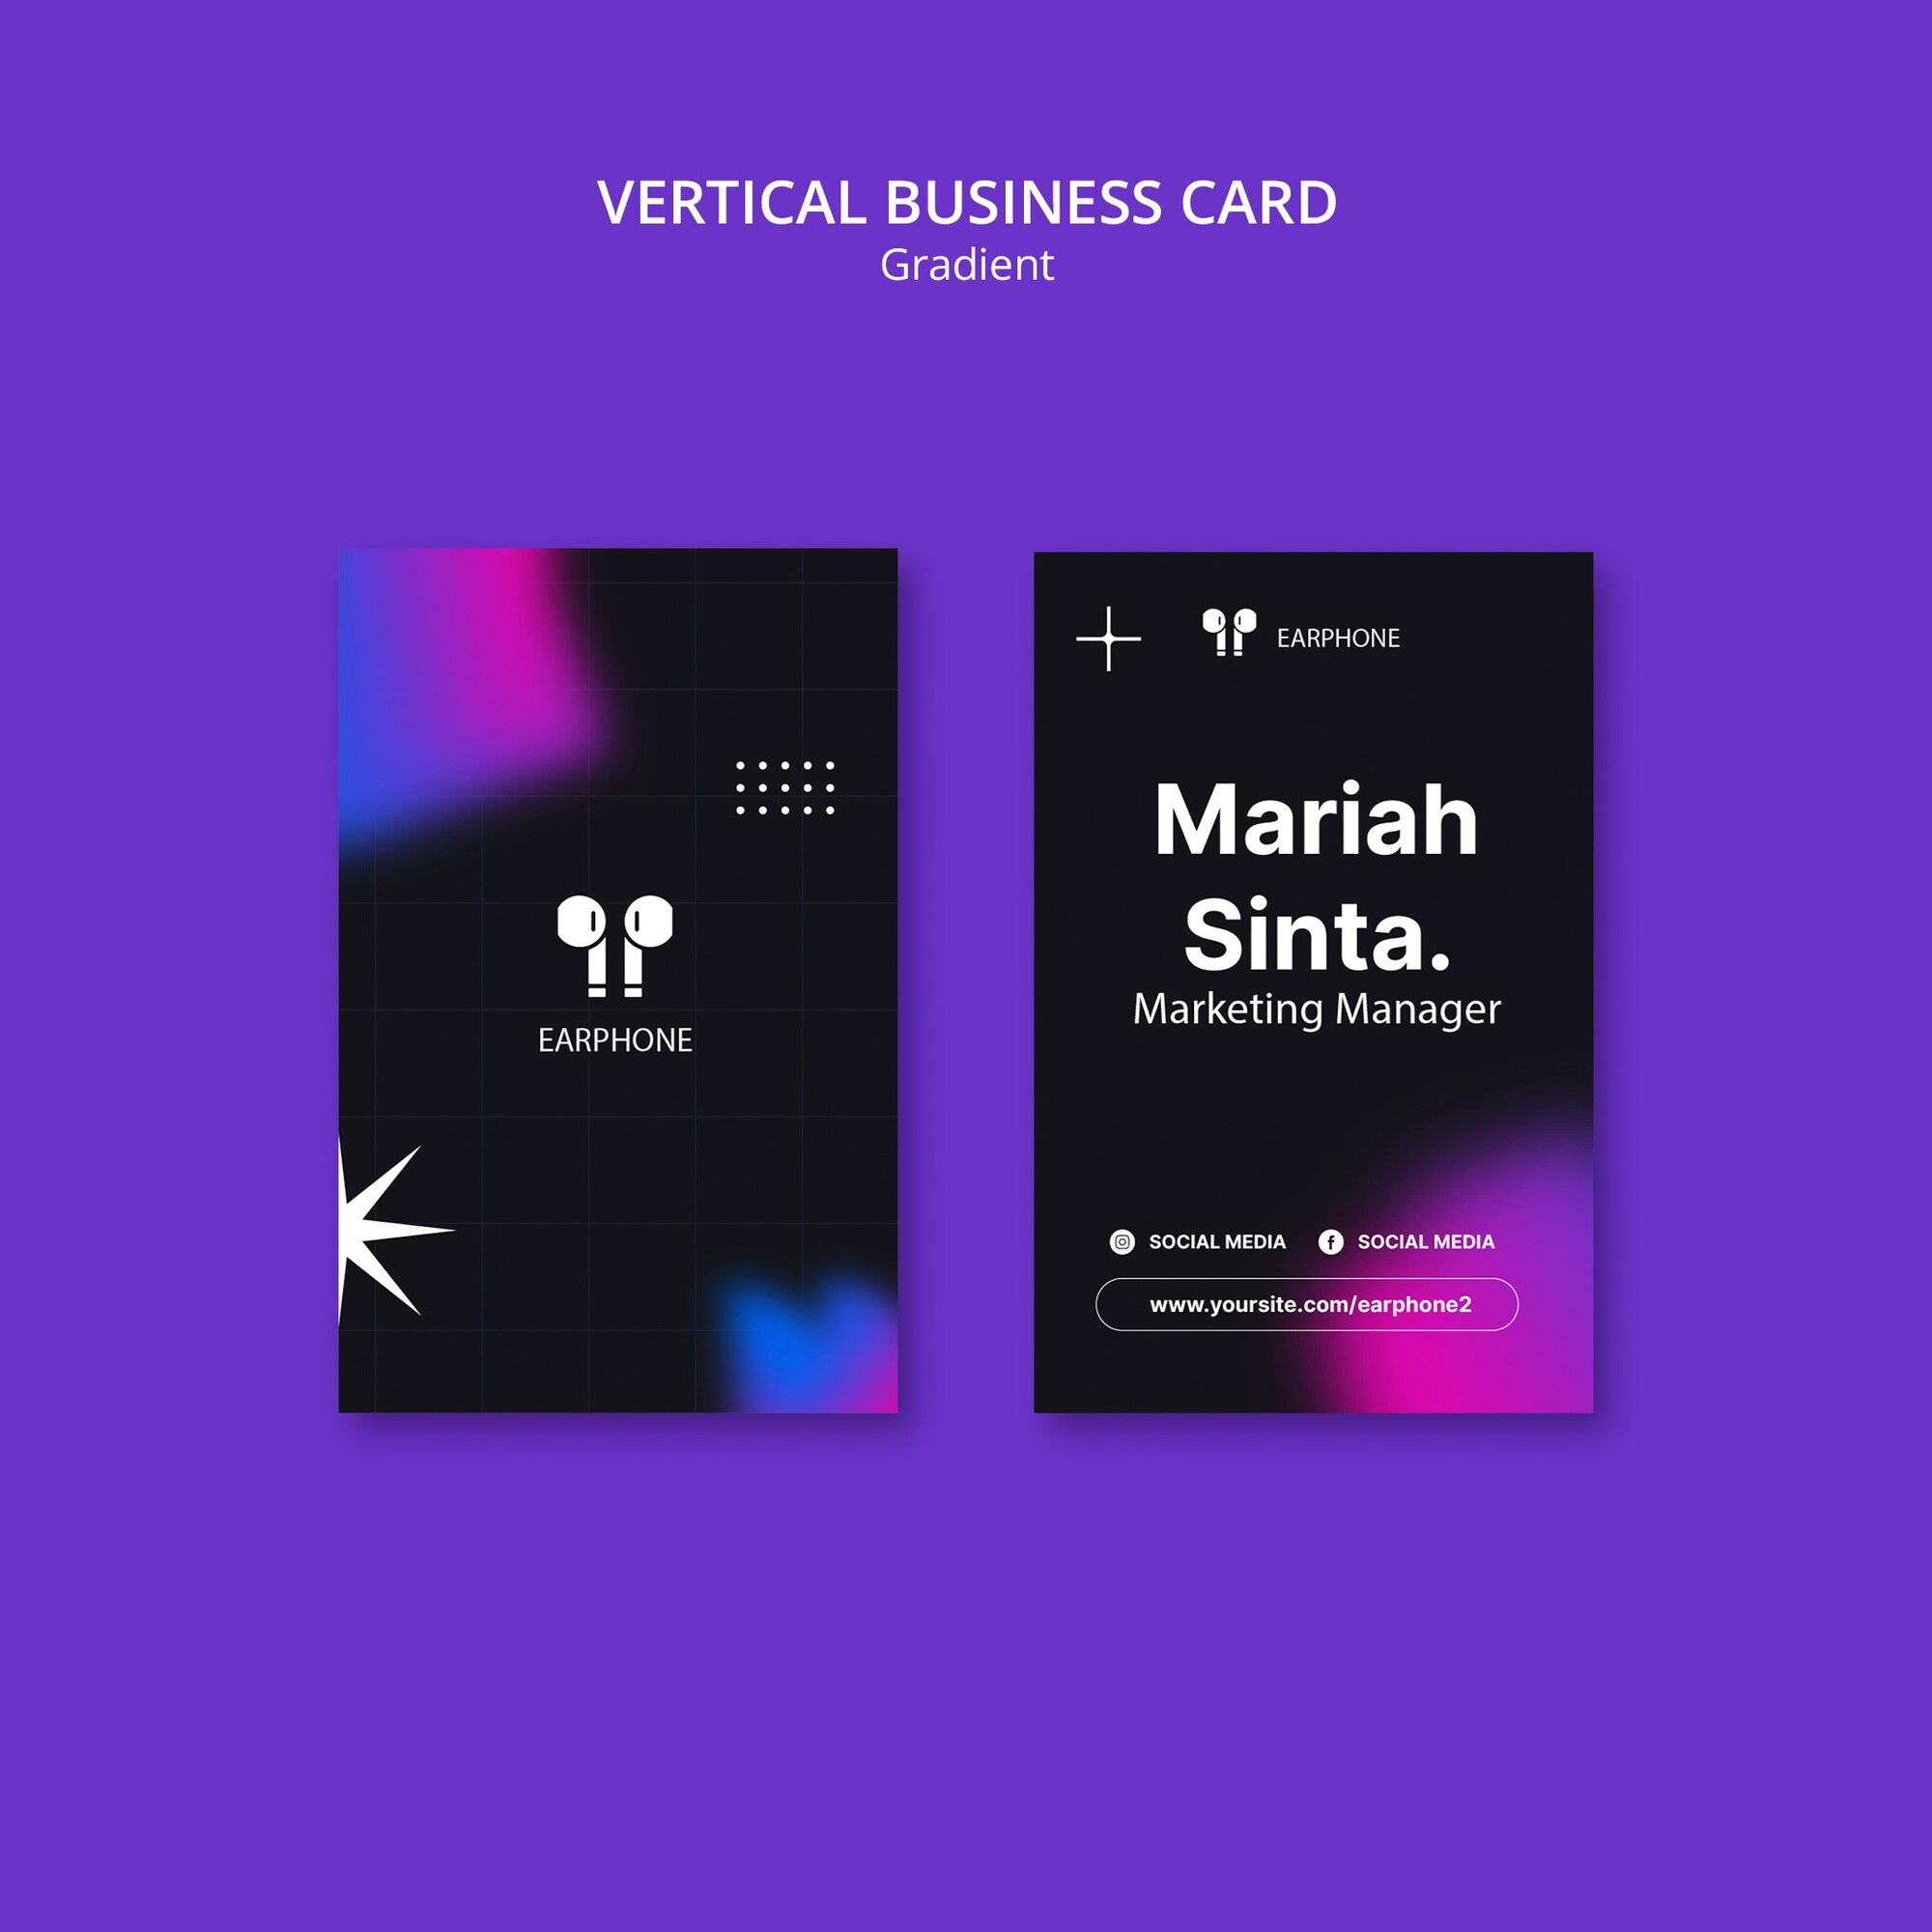 VERTICAL BUSINESS CARD
Gradient
EARPHONE
EARPHONE
Mariah
Sinta.
Marketing Manager
SOCIAL MEDIA SOCIAL MEDIA
www.yoursite.com/earphone2